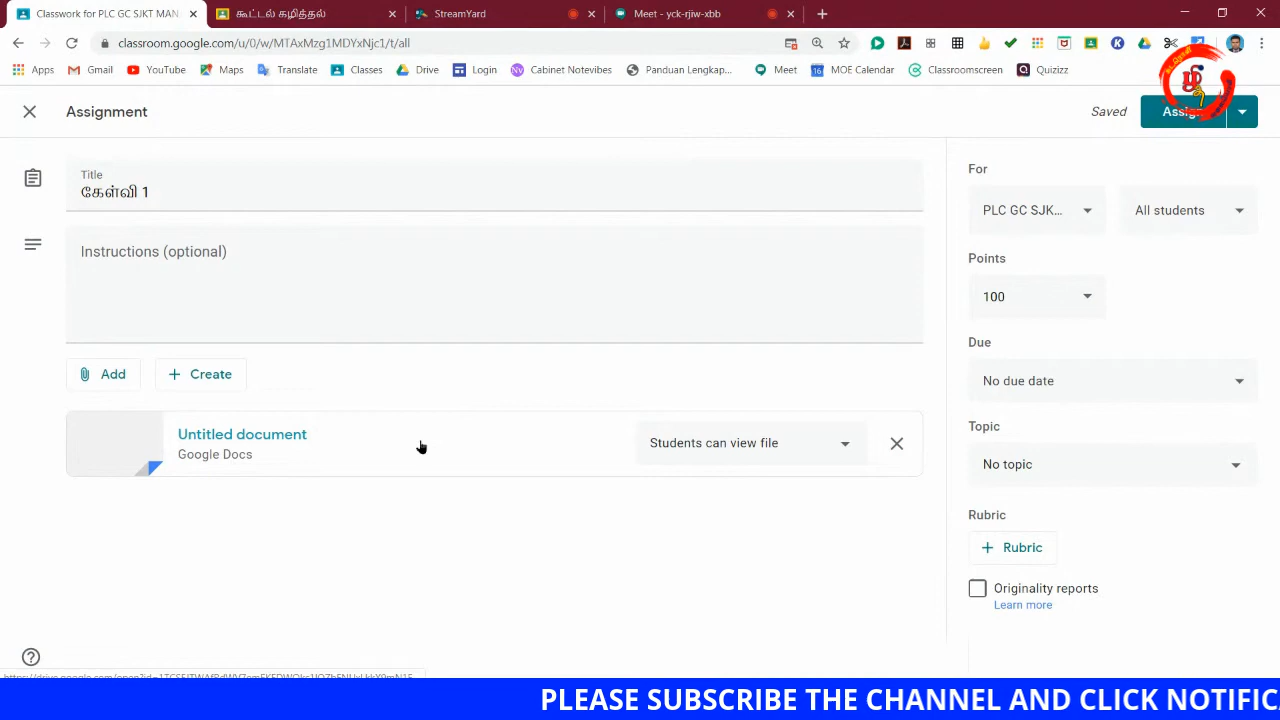 Classwork for PLC GC SJKT MAN
கூட்டல் கழித்தல்
StreamYard
Meet - yck-rjiw-xbb
classroom.google.com/u/0/w/MTAxMzg1MDYxNjc1/t/all
Apps Gmail YouTube Maps Translate Classes Drive Login Cabinet Notevibes Panduan Lengkap... Meet MOE Calendar Classroomscreen Quizizz
Assignment
Saved
Assign
Title
கேள்வி 1
Instructions (optional)
Add
Create
Untitled document
Google Docs
Students can view file
For
PLC GC SJK...
All students
Points
100
Due
No due date
Topic
No topic
Rubric
Rubric
Originality reports
Learn more
PLEASE SUBSCRIBE THE CHANNEL AND CLICK NOTIFICA